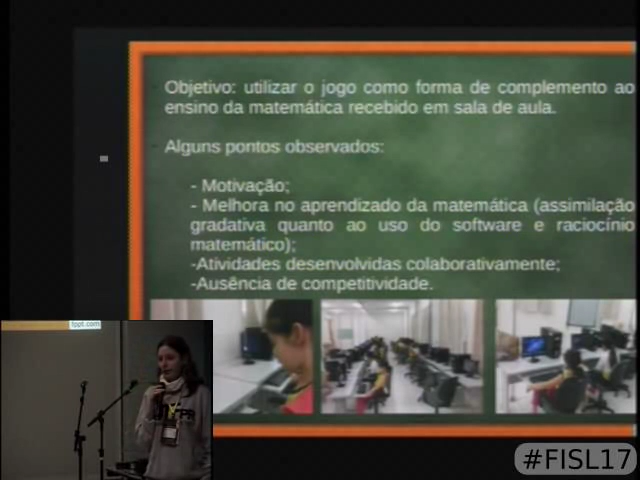 Objetivo: utilizar o jogo como forma de complemento ao
ensino da matemática recebido em sala de aula.
Alguns pontos observados:
- Motivação;
- Melhora no aprendizado da matemática (assimilação
gradativa quanto ao uso do software e raciocínio
matemático);
-Atividades desenvolvidas colaborativamente;
-Ausência de competitividade.
fppt.com
#FISL17